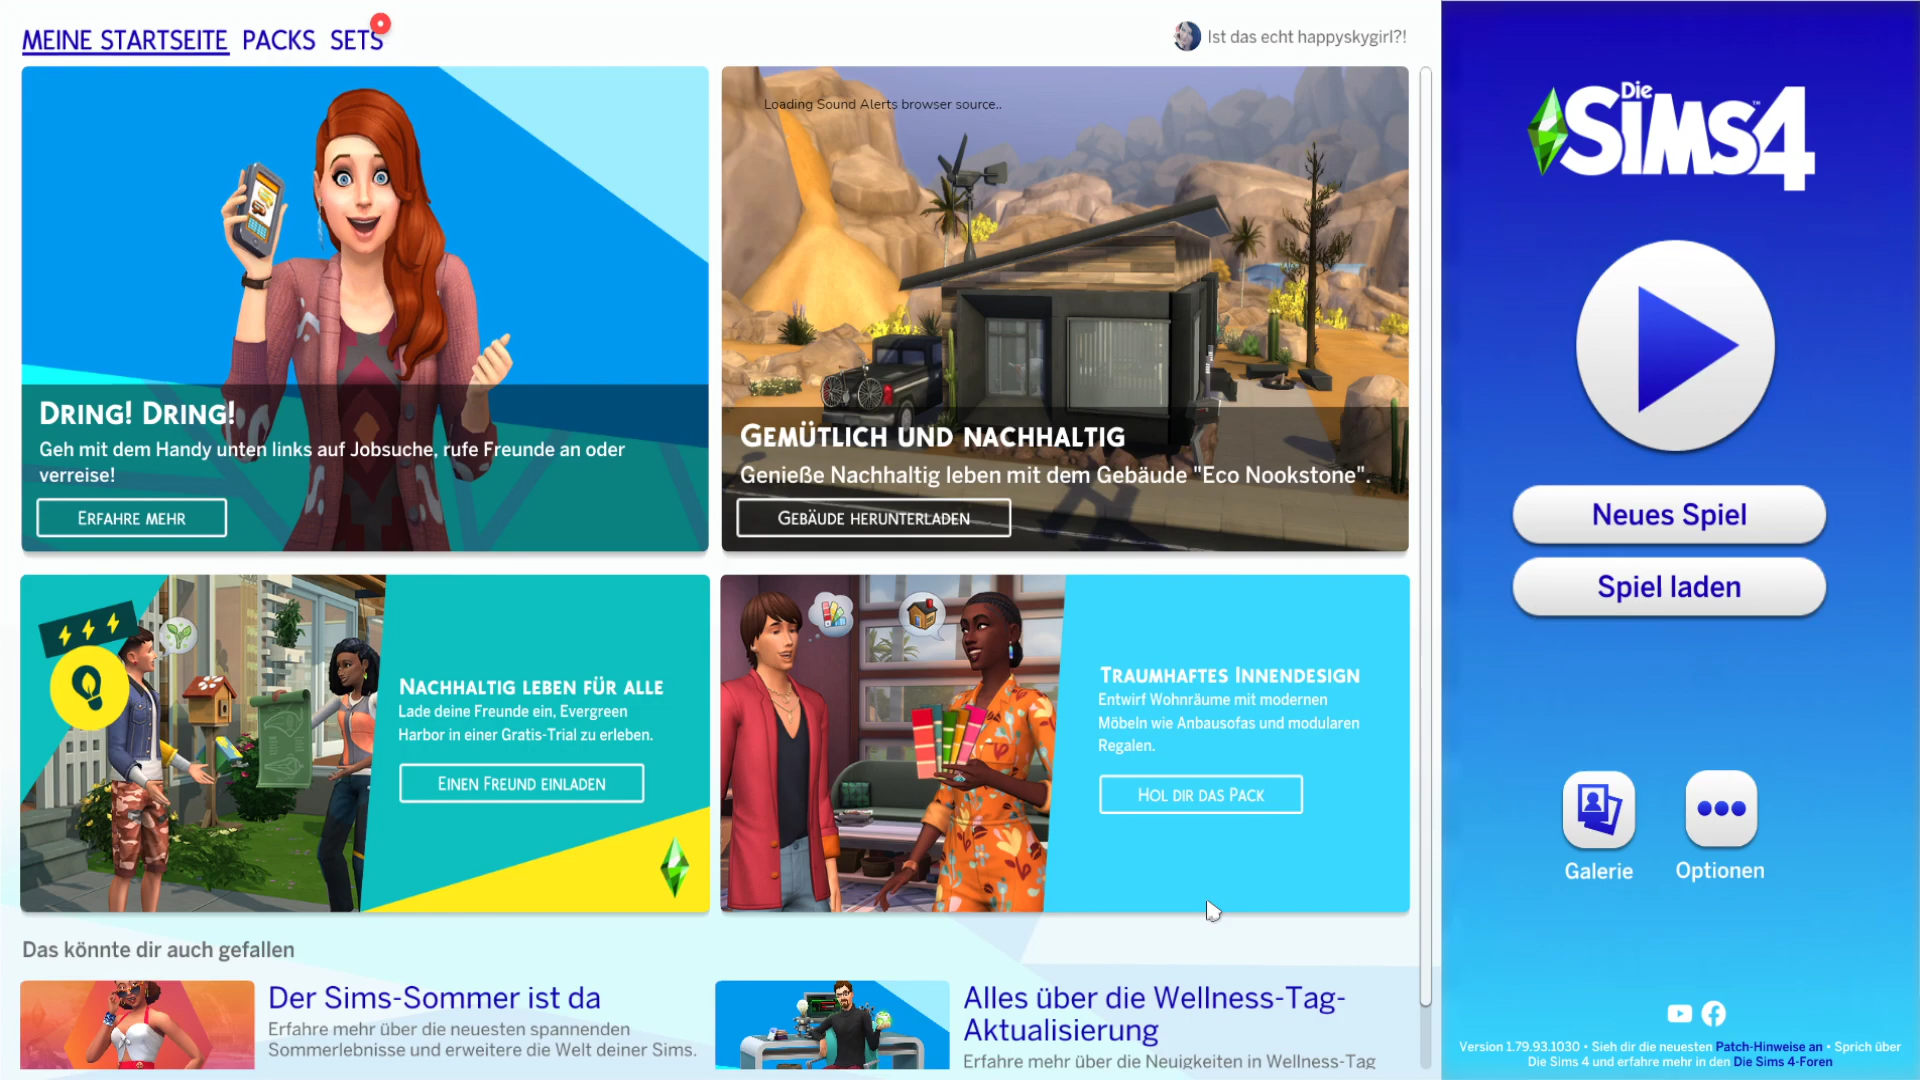 MEINE STARTSEITE PACKS SETS
Ist das echt happyskygirl?!
Loading Sound Alerts browser source..
DRING! DRING!
Geh mit dem Handy unten links auf Jobsuche, rufe Freunde an oder
verreise!
ERFAHRE MEHR
GEMÜTLICH UND NACHHALTIG
Genieße Nachhaltig leben mit dem Gebäude "Eco Nookstone".
GEBÄUDE HERUNTERLADEN
NACHHALTIG LEBEN FÜR ALLE
Lade deine Freunde ein, Evergreen
Harbor in einer Gratis-Trial zu erleben.
EINEN FREUND EINLADEN
TRAUMHAFTES INNENDESIGN
Entwirf Wohnräume mit modernen
Möbeln wie Anbausofas und modularen
Regalen.
HOL DIR DAS PACK
Das könnte dir auch gefallen
Der Sims-Sommer ist da
Erfahre mehr über die neuesten spannenden
Sommerlebnisse und erweitere die Welt deiner Sims.
Alles über die Wellness-Tag-
Aktualisierung
Erfahre mehr über die Neuigkeiten in Wellness-Tag
Die
SIMS 4
Neues Spiel
Spiel laden
Galerie
Optionen
Version 1.79.93.1030 • Sieh dir die neuesten Patch-Hinweise an • Sprich über
Die Sims 4 und erfahre mehr in den Die Sims 4-Foren